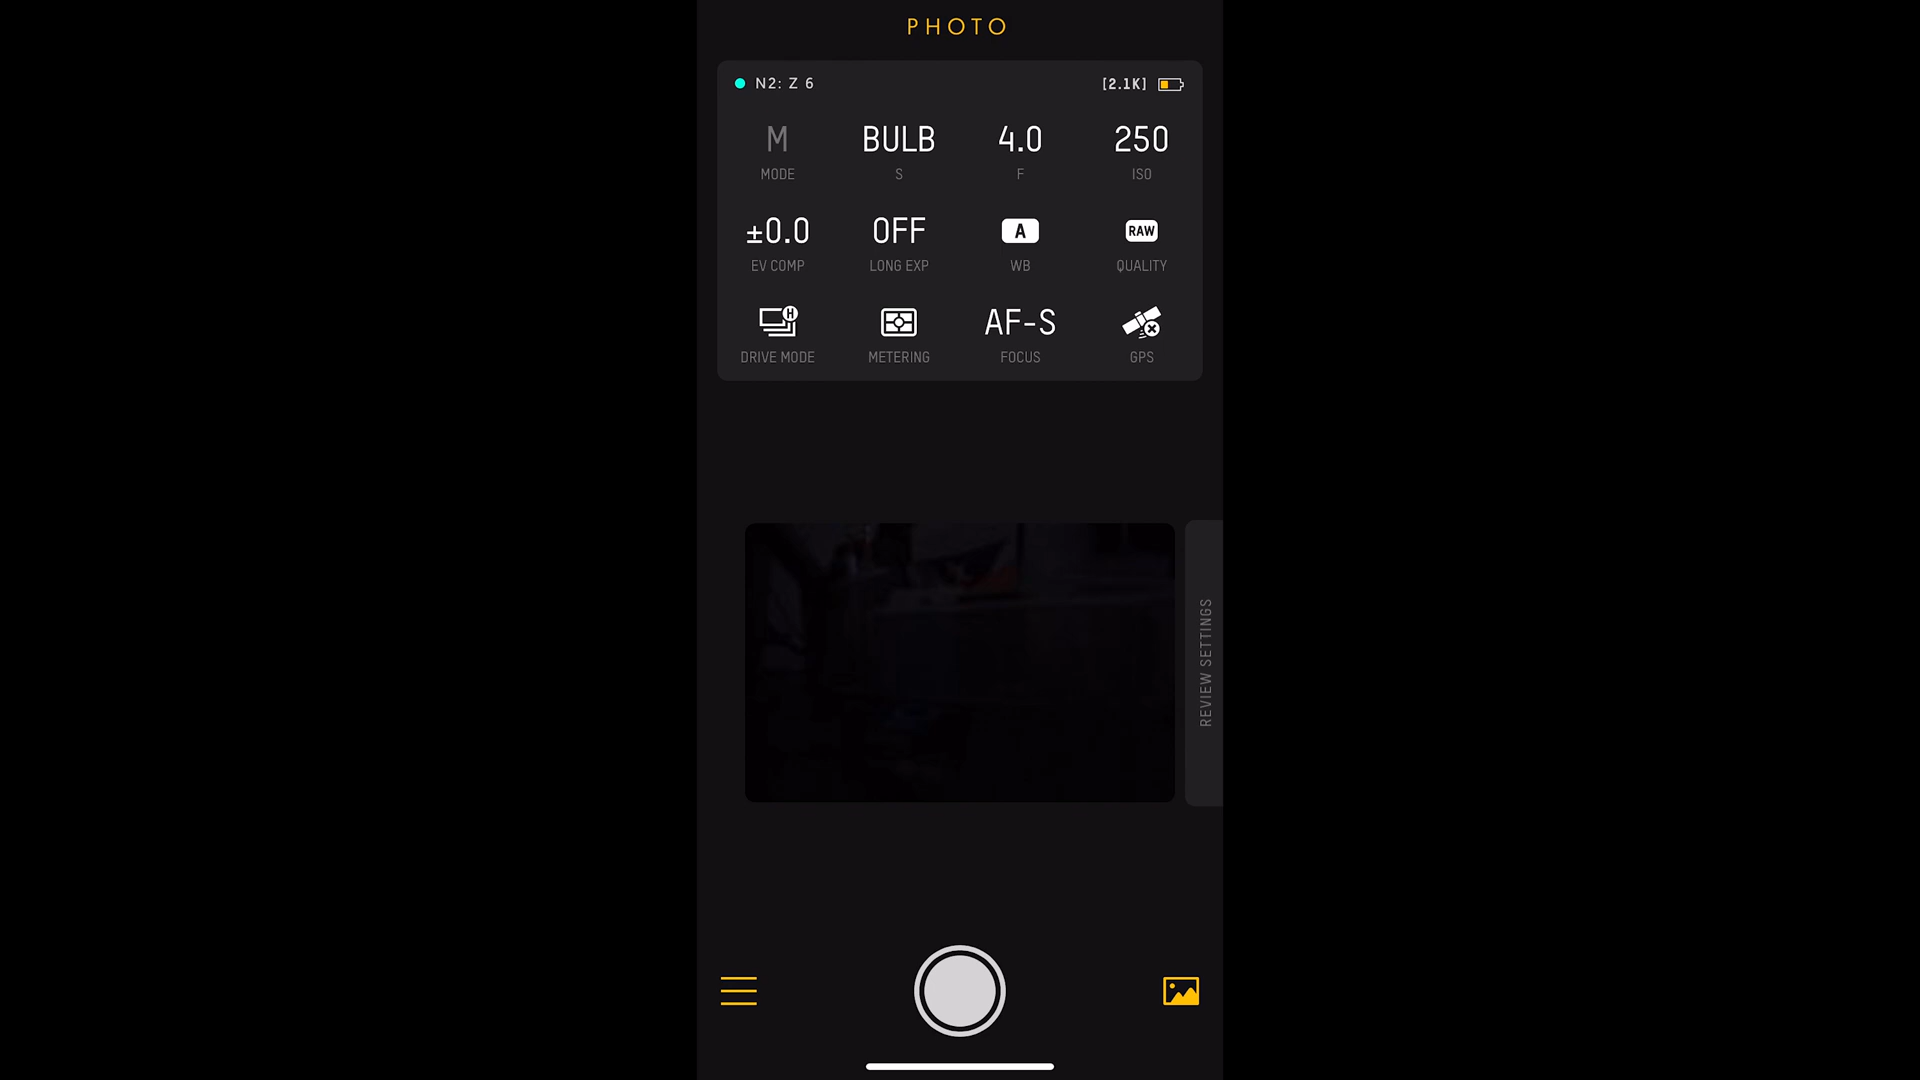 PHOTO
N2: Z 6 [2.1K]
M BULB 4.0 250
MODE S F ISO
±0.0 OFF A RAW
EV COMP LONG EXP WB QUALITY
H AF-S
DRIVE MODE METERING FOCUS GPS
REVIEW SETTINGS